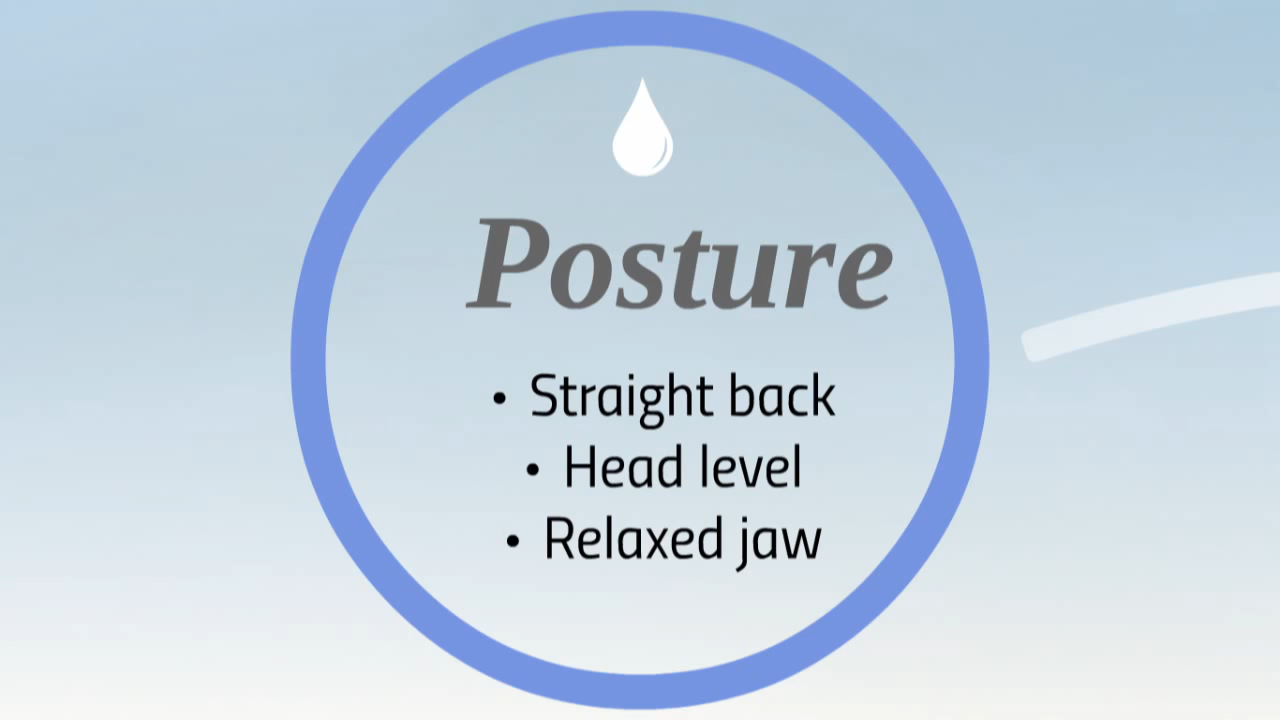 Posture
• Straight back
• Head level
• Relaxed jaw